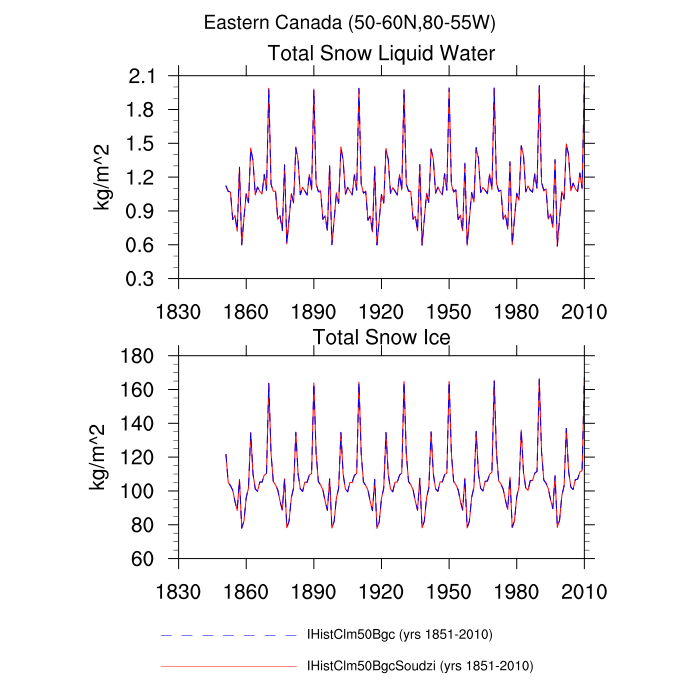 Eastern Canada (50-60N,80-55W)
Total Snow Liquid Water
2.1
1.8
1.5
1.2
0.9
0.6
0.3
kg/m^2
1830 1860 1890 1920 1950 1980 2010
Total Snow Ice
180
160
140
120
100
80
60
kg/m^2
1830 1860 1890 1920 1950 1980 2010
IHistClm50Bgc (yrs 1851-2010)
IHistClm50BgcSoudzi (yrs 1851-2010)